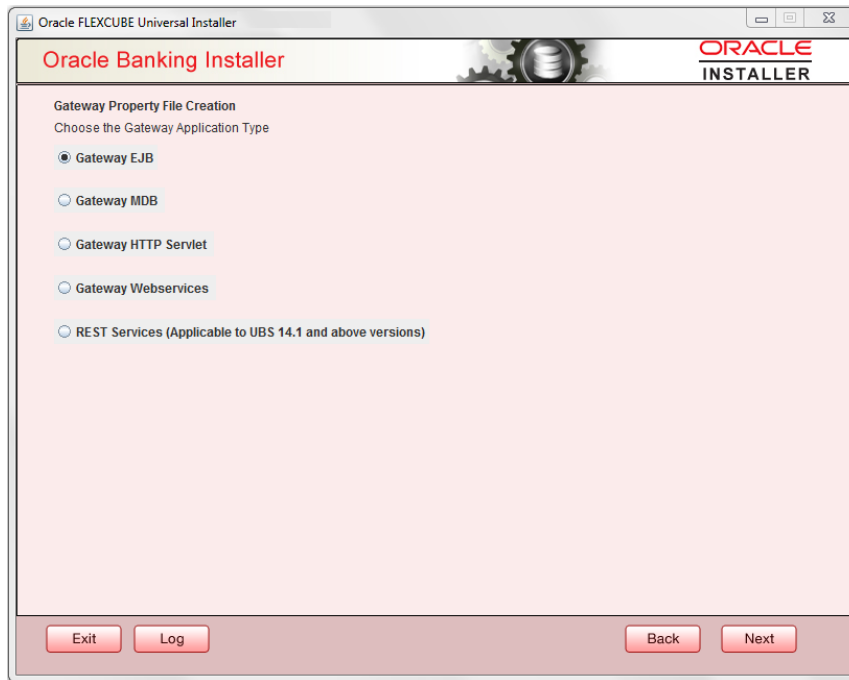 Oracle FLEXCUBE Universal Installer
Oracle Banking Installer
ORACLE
INSTALLER
Gateway Property File Creation
Choose the Gateway Application Type
Gateway EJB
Gateway MDB
Gateway HTTP Servlet
Gateway Webservices
REST Services (Applicable to UBS 14.1 and above versions)
Exit
Log
Back
Next